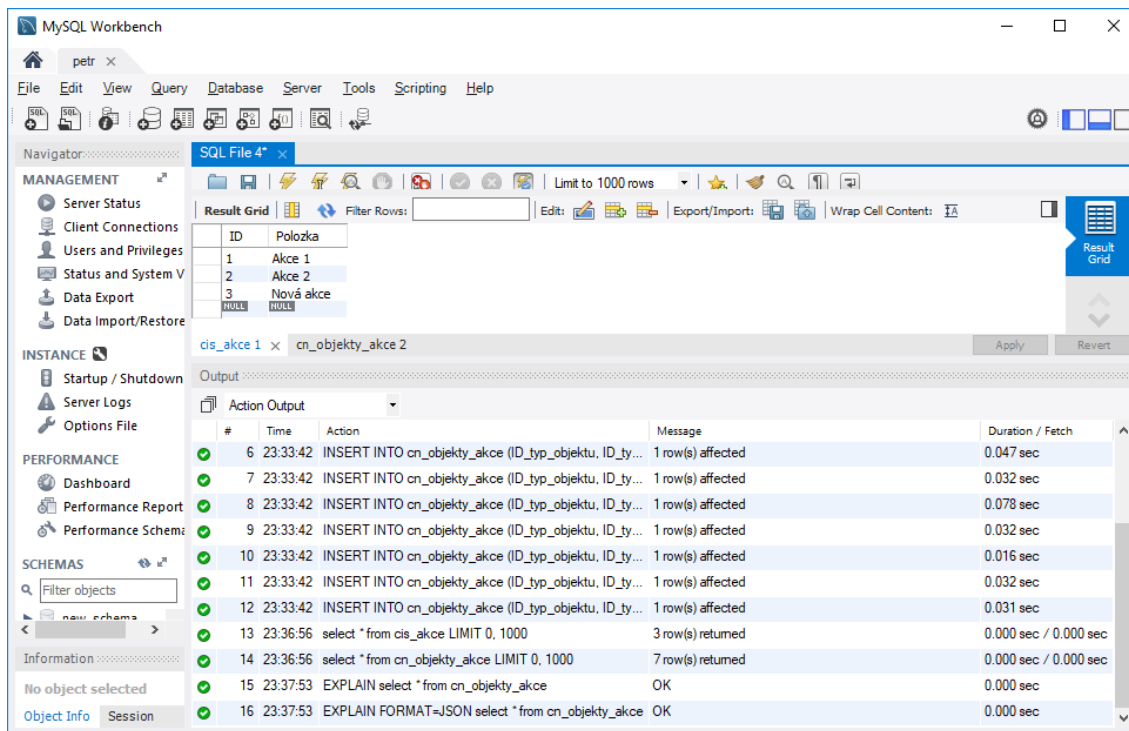 MySQL Workbench
petr
File Edit View Query Database Server Tools Scripting Help
Navigator
SQL File 4*
MANAGEMENT
Limit to 1000 rows
Server Status
Client Connections
Users and Privileges
Status and System V
Data Export
Data Import/Restore
Result Grid Filter Rows: Edit: Export/Import: Wrap Cell Content:
ID Polozka
1 Akce 1
2 Akce 2
3 Nová akce
NULL NULL
Result
Grid
cis_akce 1 cn_objekty_akce 2 Apply Revert
INSTANCE
Startup / Shutdown
Server Logs
Options File
PERFORMANCE
Dashboard
Performance Report
Performance Schema
SCHEMAS
Filter objects
new_schema
Information
No object selected
Object Info Session
Output
Action Output
# Time Action Message Duration / Fetch
6 23:33:42 INSERT INTO cn_objekty_akce (ID_typ_objektu, ID_ty... 1 row(s) affected 0.047 sec
7 23:33:42 INSERT INTO cn_objekty_akce (ID_typ_objektu, ID_ty... 1 row(s) affected 0.032 sec
8 23:33:42 INSERT INTO cn_objekty_akce (ID_typ_objektu, ID_ty... 1 row(s) affected 0.078 sec
9 23:33:42 INSERT INTO cn_objekty_akce (ID_typ_objektu, ID_ty... 1 row(s) affected 0.032 sec
10 23:33:42 INSERT INTO cn_objekty_akce (ID_typ_objektu, ID_ty... 1 row(s) affected 0.016 sec
11 23:33:42 INSERT INTO cn_objekty_akce (ID_typ_objektu, ID_ty... 1 row(s) affected 0.032 sec
12 23:33:42 INSERT INTO cn_objekty_akce (ID_typ_objektu, ID_ty... 1 row(s) affected 0.031 sec
13 23:36:56 select * from cis_akce LIMIT 0, 1000 3 row(s) returned 0.000 sec / 0.000 sec
14 23:36:56 select * from cn_objekty_akce LIMIT 0, 1000 7 row(s) returned 0.000 sec / 0.000 sec
15 23:37:53 EXPLAIN select * from cn_objekty_akce OK 0.000 sec
16 23:37:53 EXPLAIN FORMAT=JSON select * from cn_objekty_akce OK 0.000 sec